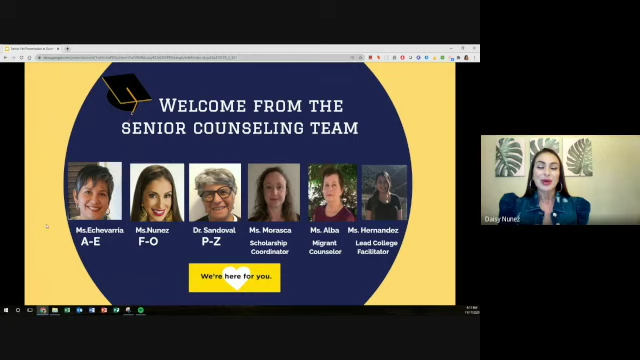 WELCOME FROM THE
SENIOR COUNSELING TEAM
Ms.Echevarria
A-E
Ms.Nunez
F-O
Dr. Sandoval
P-Z
Ms. Morasca
Scholarship
Coordinator
Ms. Alba
Migrant
Counselor
Ms. Hernandez
Lead College
Facilitator
We're here for you.
Daisy Nunez